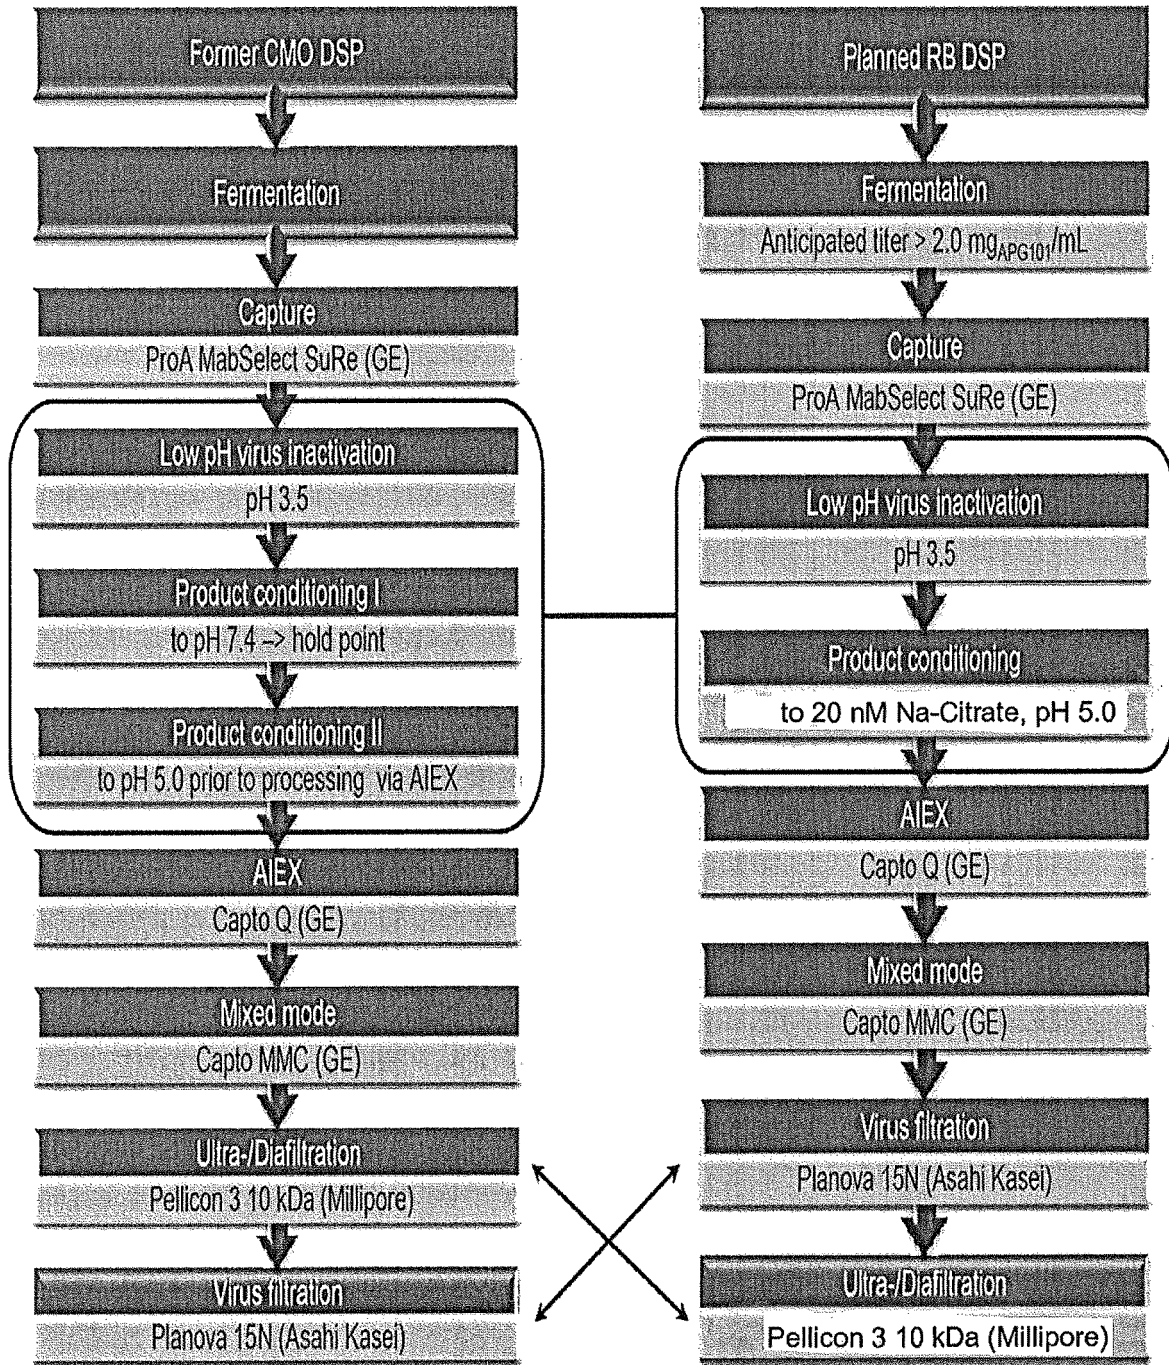 Former CMO DSP
Fermentation
Capture
ProA MabSelect SuRe (GE)
Low pH virus inactivation
pH 3.5
Product conditioning I
to pH 7.4 –> hold point
Product conditioning II
to pH 5.0 prior to processing via AIEX
AIEX
Capto Q (GE)
Mixed mode
Capto MMC (GE)
Ultra-/Diafiltration
Pellicon 3 10 kDa (Millipore)
Virus filtration
Planova 15N (Asahi Kasei)
Planned RB DSP
Fermentation
Anticipated titer > 2.0 mgAPG101/mL
Capture
ProA MabSelect SuRe (GE)
Low pH virus inactivation
pH 3.5
Product conditioning
to 20 nM Na-Citrate, pH 5.0
AIEX
Capto Q (GE)
Mixed mode
Capto MMC (GE)
Virus filtration
Planova 15N (Asahi Kasei)
Ultra-/Diafiltration
Pellicon 3 10 kDa (Millipore)